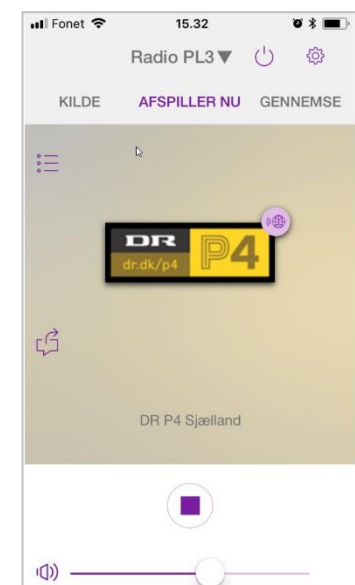 Fonet 15.32
Radio PL3▼
KILDE AFSPILLER NU GENNEMSE
DR P4
dr.dk/p4
DR P4 Sjælland